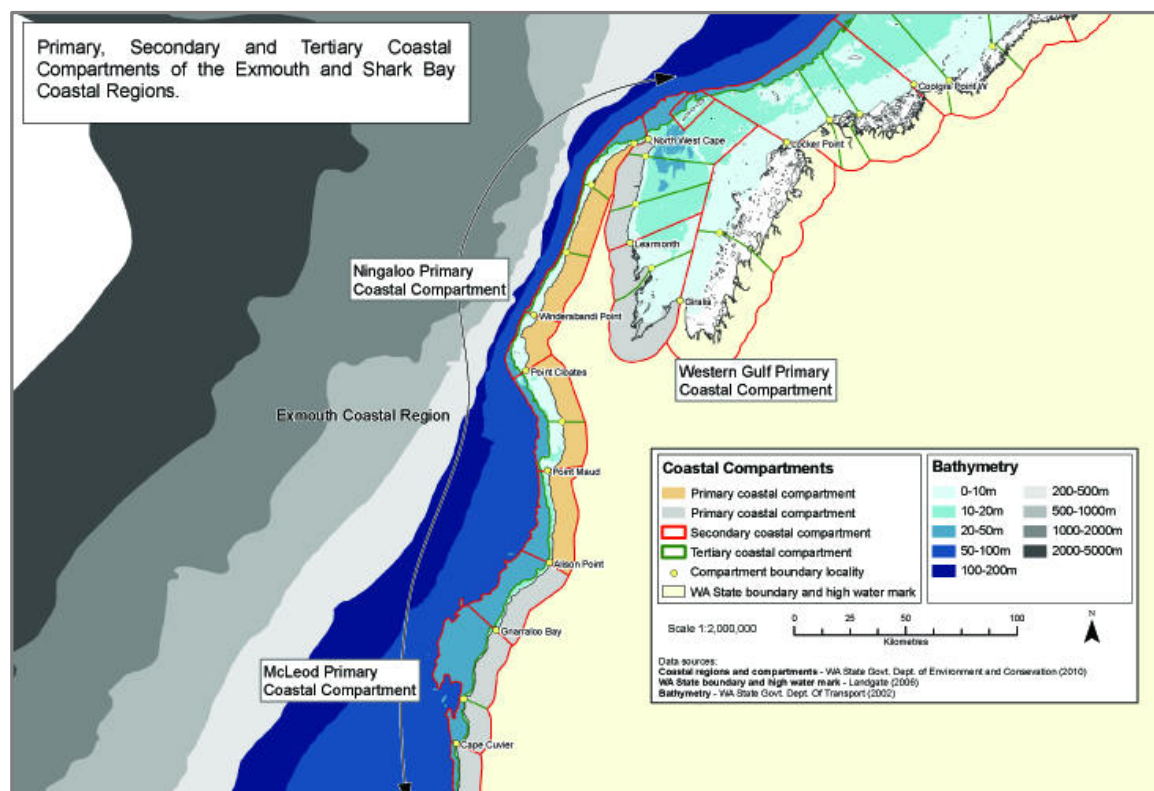 Primary, Secondary and Tertiary Coastal
Compartments of the Exmouth and Shark Bay
Coastal Regions.
Coolgra Point W
North West Cape
Locker Point
Learmonth
Ningaloo Primary
Coastal Compartment
Giralia
Winderabandi Point
Western Gulf Primary
Coastal Compartment
Point Cloates
Exmouth Coastal Region
Point Maud
Alison Point
Gnarraloo Bay
McLeod Primary
Coastal Compartment
Cape Cuvier
Coastal Compartments
Primary coastal compartment
Primary coastal compartment
Secondary coastal compartment
Tertiary coastal compartment
Compartment boundary locality
WA State boundary and high water mark
Bathymetry
0-10m
10-20m
20-50m
50-100m
100-200m
200-500m
500-1000m
1000-2000m
2000-5000m
Scale 1:2,000,000
0 25 50 100
Kilometres
N
Data sources:
Coastal regions and compartments - WA State Govt. Dept. of Environment and Conservation (2010)
WA State boundary and high water mark - Landgate (2006)
Bathymetry - WA State Govt. Dept. Of Transport (2002)